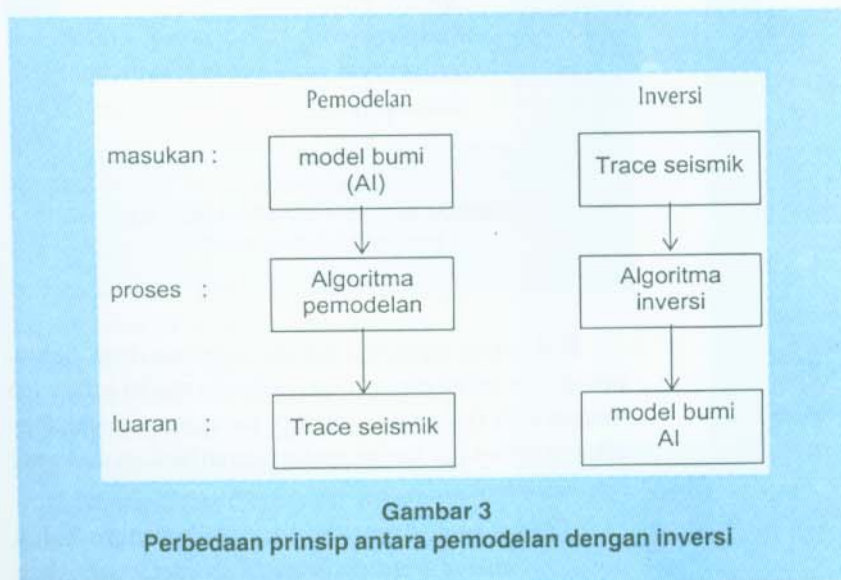 Pemodelan Inversi
masukan : model bumi (AI) Trace seismik
proses : Algoritma pemodelan Algoritma inversi
luaran : Trace seismik model bumi AI
Gambar 3
Perbedaan prinsip antara pemodelan dengan inversi